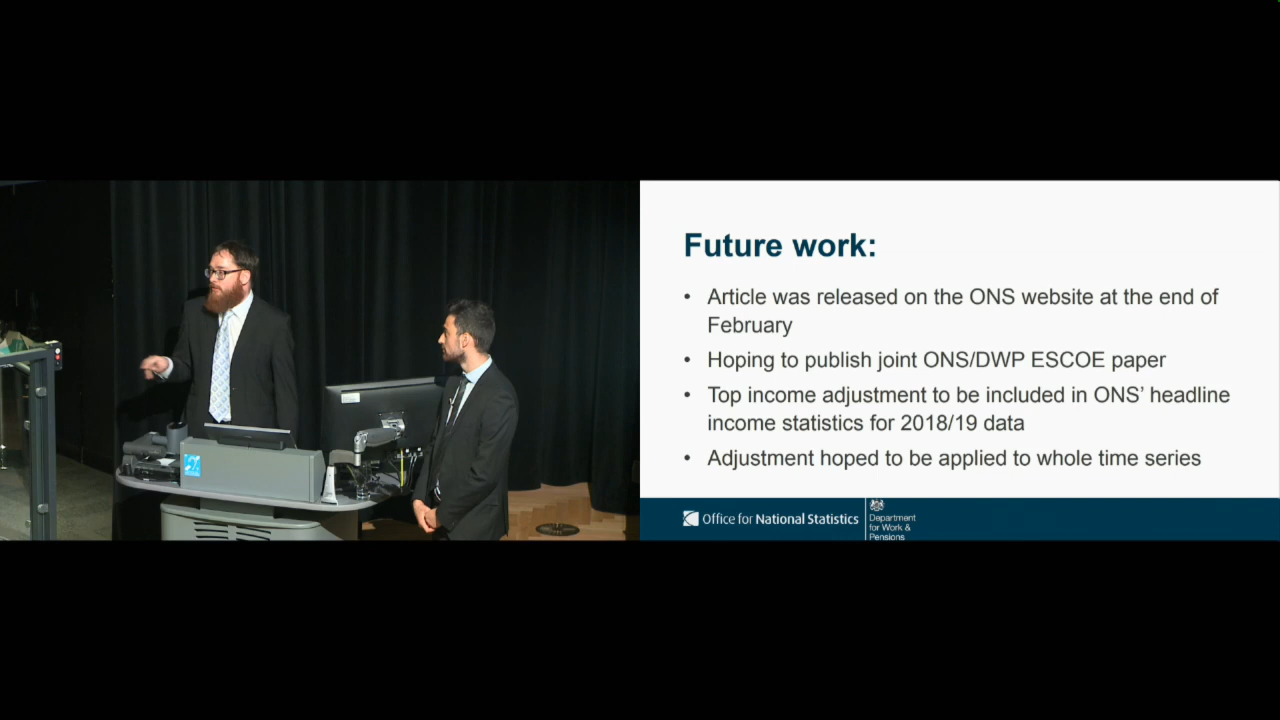 Future work:
• Article was released on the ONS website at the end of
February
• Hoping to publish joint ONS/DWP ESCOE paper
• Top income adjustment to be included in ONS’ headline
income statistics for 2018/19 data
• Adjustment hoped to be applied to whole time series
Office for National Statistics
Department
for Work &
Pensions